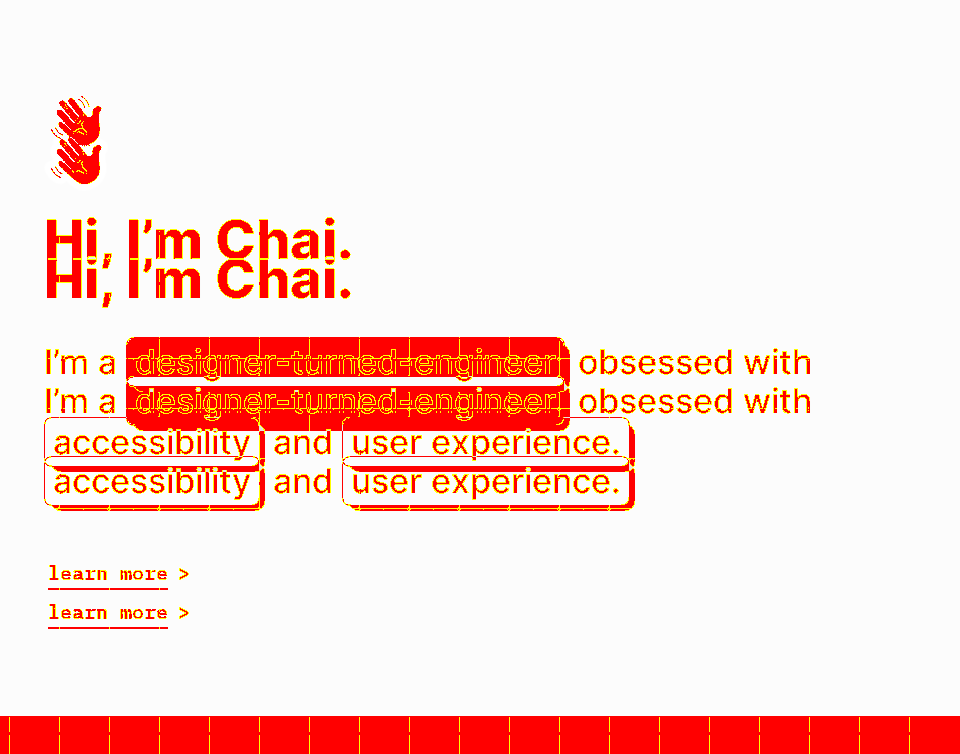 Hi, I’m Chai.
Hi, I’m Chai.
I’m a designer-turned-engineer obsessed with
I’m a designer-turned-engineer obsessed with
accessibility and user experience.
accessibility and user experience.
learn more >
learn more >